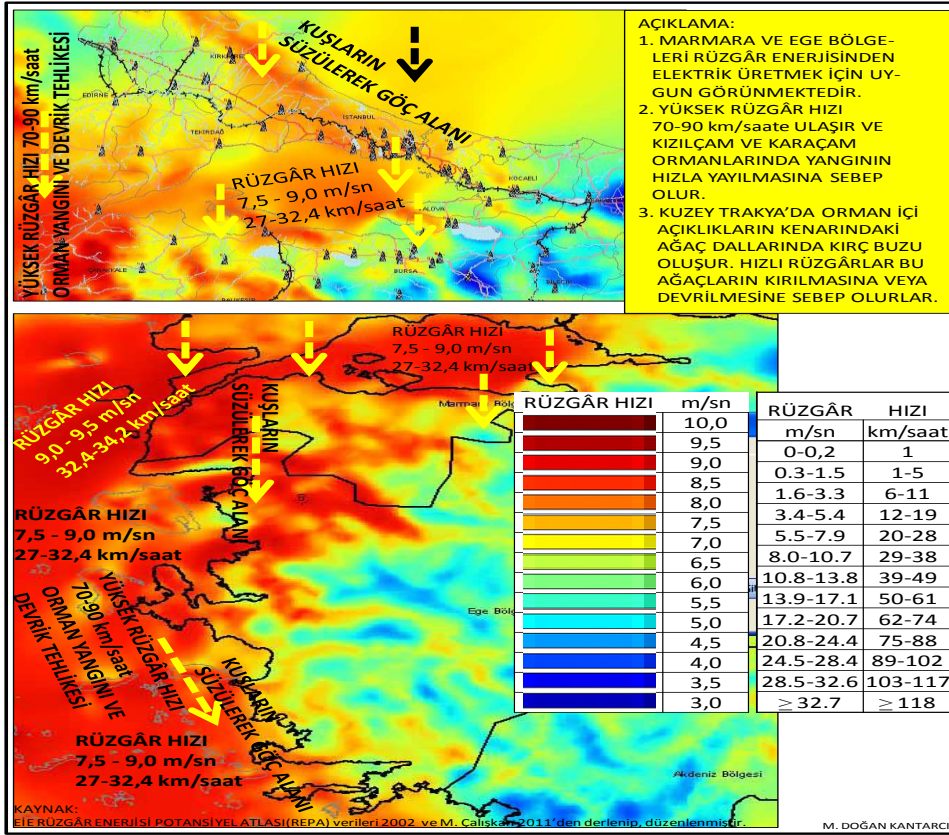 YÜKSEK RÜZGÂR HIZI 70-90 km/saat
ORMAN YANGINI VE DEVRİK TEHLİKESİ
KUŞLARIN
SÜZÜLEREK GÖÇ ALANI
EDİRNE
TEKİRDAĞ
İSTANBUL
KOCAELİ
RÜZGÂR HIZI
7,5 - 9,0 m/sn
27-32,4 km/saat
BURSA
AÇIKLAMA:
1. MARMARA VE EGE BÖLGE-
LERİ RÜZGÂR ENERJİSİNDEN
ELEKTRİK ÜRETMEK İÇİN UY-
GUN GÖRÜNMEKTEDİR.
2. YÜKSEK RÜZGÂR HIZI
70-90 km/saate ULAŞIR VE
KIZILÇAM VE KARAÇAM
ORMANLARINDA YANGININ
HIZLA YAYILMASINA SEBEP
OLUR.
3. KUZEY TRAKYA’DA ORMAN İÇİ
AÇIKLIKLARIN KENARINDAKİ
AĞAÇ DALLARINDA KIRÇ BUZU
OLUŞUR. HIZLI RÜZGÂRLAR BU
AĞAÇLARIN KIRILMASINA VEYA
DEVRİLMESİNE SEBEP OLURLAR.
RÜZGÂR HIZI
7,5 - 9,0 m/sn
27-32,4 km/saat
RÜZGÂR HIZI
9,0 - 9,5 m/sn
32,4-34,2 km/saat
KUŞLARIN
SÜZÜLEREK GÖÇ ALANI
Marmara Böl
RÜZGÂR HIZI
7,5 - 9,0 m/sn
27-32,4 km/saat
YÜKSEK RÜZGÂR HIZI
70-90 km/saat
ORMAN YANGINI VE
DEVRİK TEHLİKESİ
KUŞLARIN
SÜZÜLEREK GÖÇ ALANI
RÜZGÂR HIZI
7,5 - 9,0 m/sn
27-32,4 km/saat
Ege Bölg
Akdeniz Bölgesi
RÜZGÂR HIZI m/sn
10,0
9,5
9,0
8,5
8,0
7,5
7,0
6,5
6,0
5,5
5,0
4,5
4,0
3,5
3,0
RÜZGÂR HIZI
m/sn km/saat
0-0,2 1
0.3-1.5 1-5
1.6-3.3 6-11
3.4-5.4 12-19
5.5-7.9 20-28
8.0-10.7 29-38
10.8-13.8 39-49
13.9-17.1 50-61
17.2-20.7 62-74
20.8-24.4 75-88
24.5-28.4 89-102
28.5-32.6 103-117
≥ 32.7 ≥ 118
KAYNAK:
EİE RÜZGÂR ENERJİSİ POTANSİYEL ATLASI(REPA) verileri 2002 ve M. Çalışkan 2011’den derlenip, düzenlenmiştir.
M. DOĞAN KANTARC